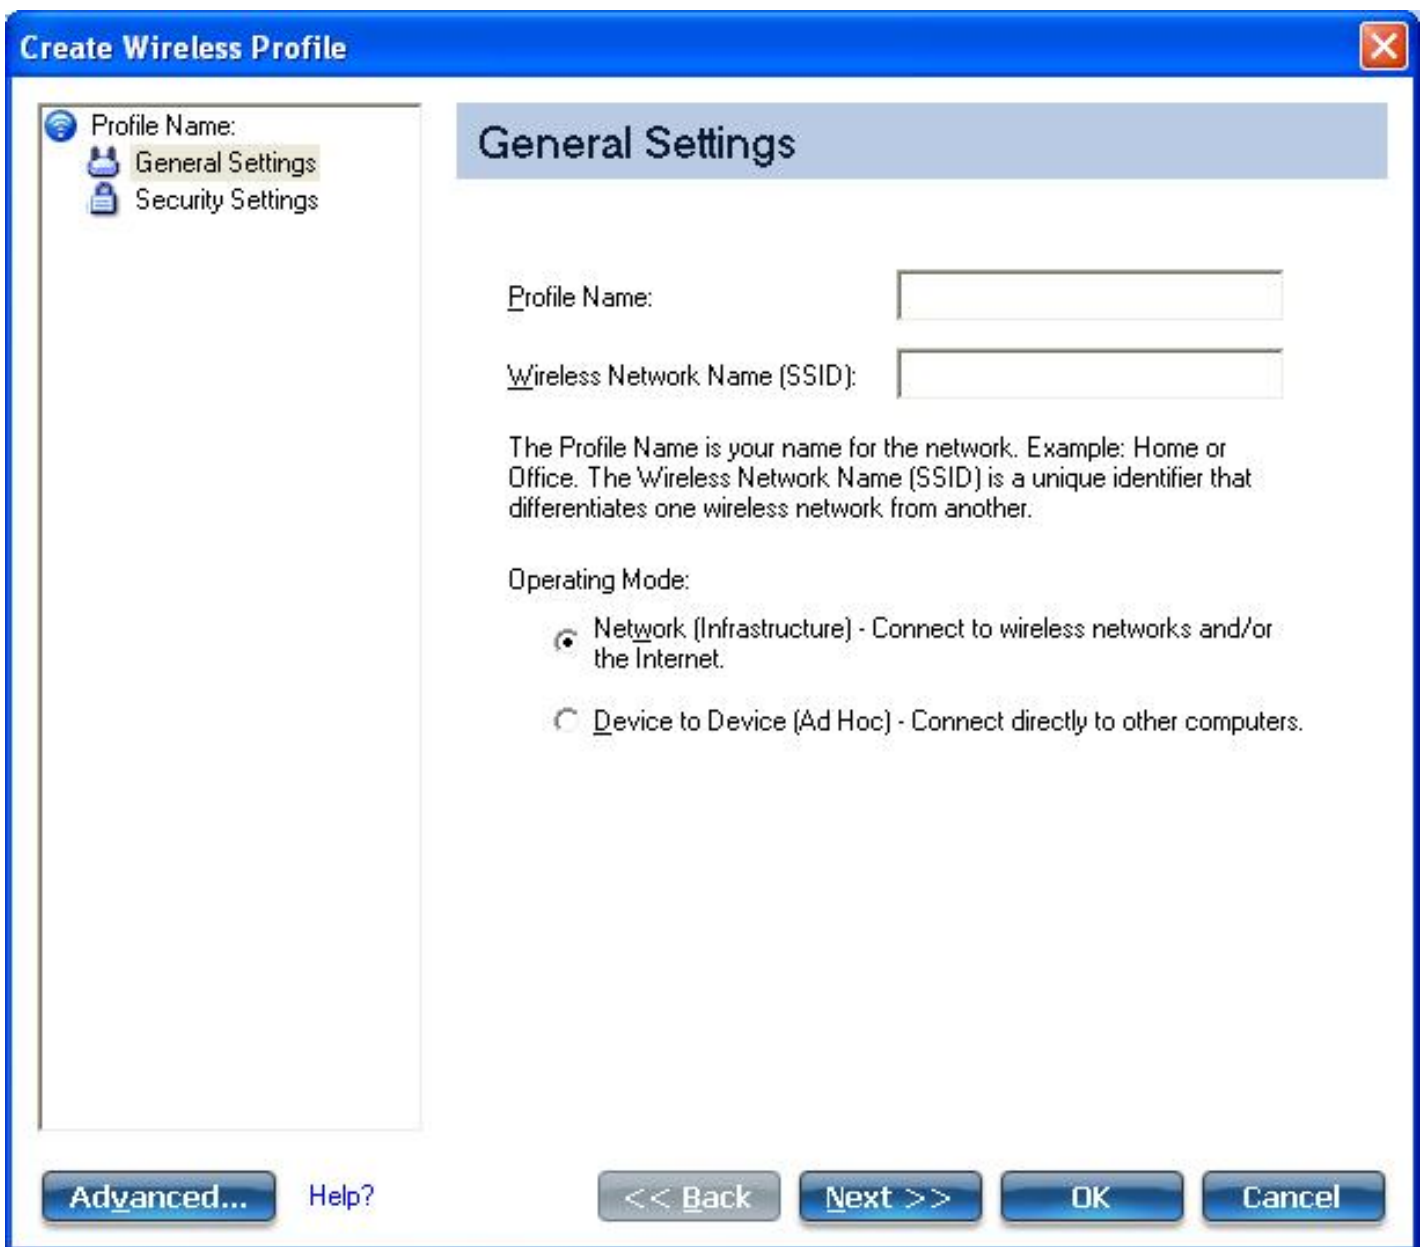 Create Wireless Profile
Profile Name:
General Settings
Security Settings
General Settings
Profile Name:
Wireless Network Name (SSID):
The Profile Name is your name for the network. Example: Home or
Office. The Wireless Network Name (SSID) is a unique identifier that
differentiates one wireless network from another.
Operating Mode:
Network (Infrastructure) - Connect to wireless networks and/or
the Internet.
Device to Device (Ad Hoc) - Connect directly to other computers.
Advanced...
Help?
<< Back
Next >>
OK
Cancel